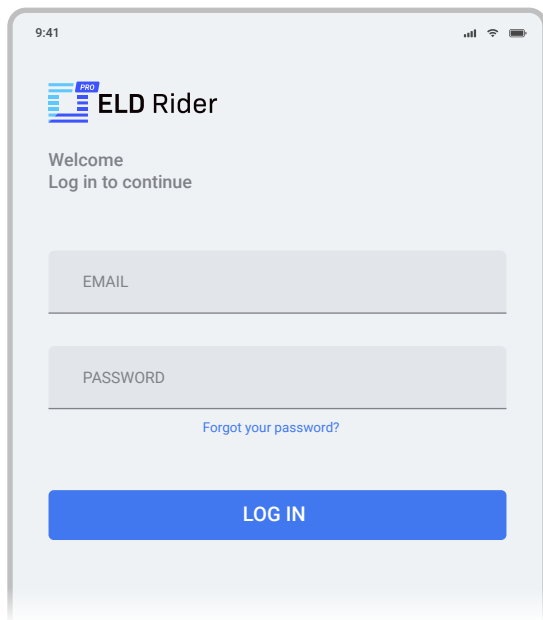 9:41
PRO
ELD Rider
Welcome
Log in to continue
EMAIL
PASSWORD
Forgot your password?
LOG IN